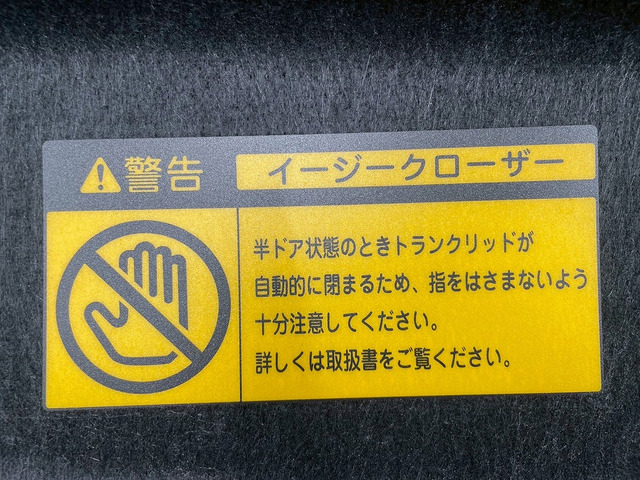 警告 イージークローザー
半ドア状態のときトランクリッドが
自動的に閉まるため、指をはさまないよう
十分注意してください。
詳しくは取扱書をご覧ください。